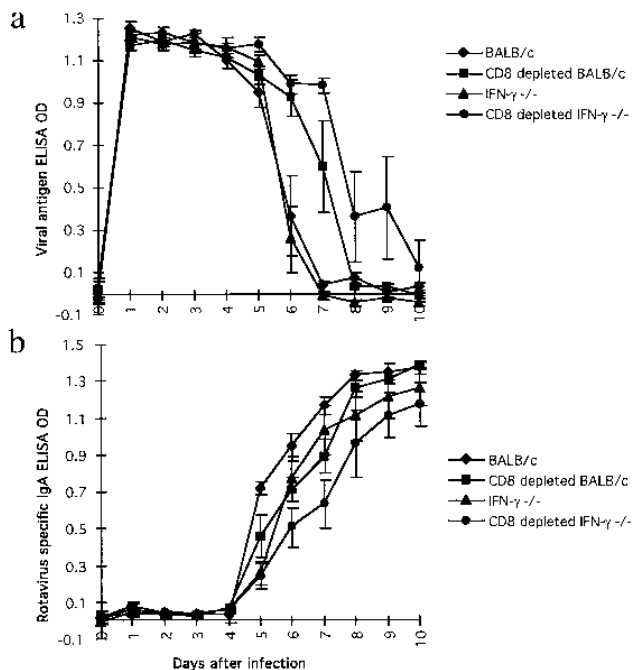 a
1.3
1.1
0.9
0.7
0.5
0.3
0.1
-0.1
Viral antigen ELISA OD
0 1 2 3 4 5 6 7 8 9 10
BALB/c
CD8 depleted BALB/c
IFN-γ -/-
CD8 depleted IFN-γ -/-
b
1.5
1.3
1.1
0.9
0.7
0.5
0.3
0.1
-0.1
Rotavirus specific IgA ELISA OD
0 1 2 3 4 5 6 7 8 9 10
Days after infection
BALB/c
CD8 depleted BALB/c
IFN-γ -/-
CD8 depleted IFN-γ -/-